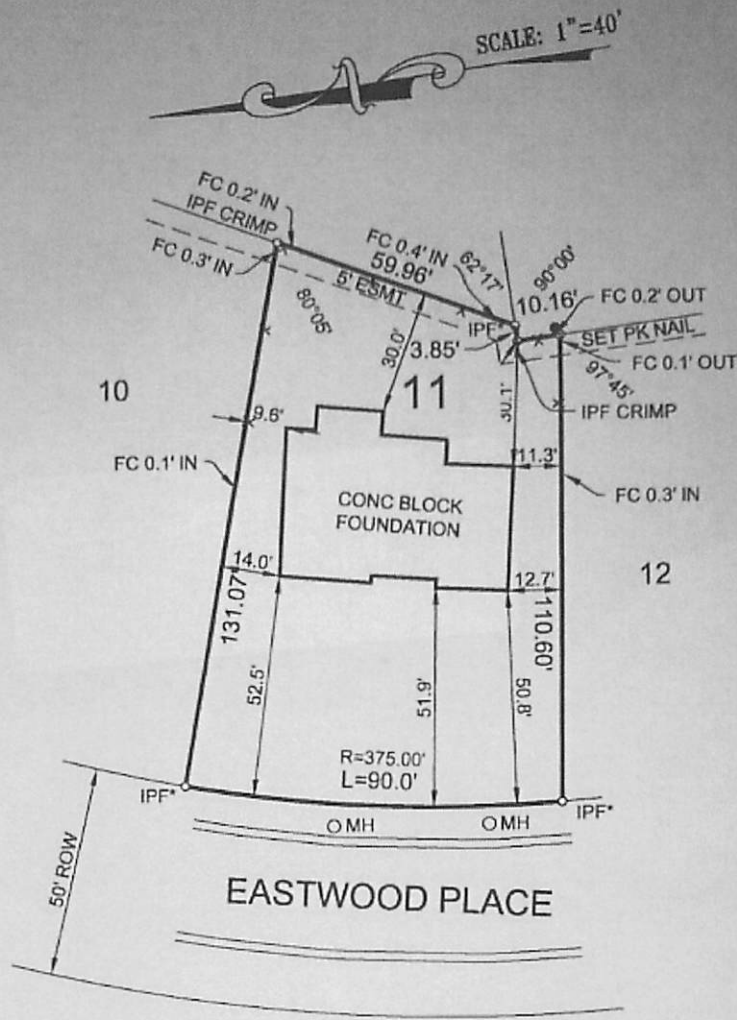 SCALE: 1"=40'
N
FC 0.2' IN
IPF CRIMP
FC 0.3' IN
FC 0.4' IN
59.96'
5' ESMT
62°17'
90°00'
10.16'
FC 0.2' OUT
SET PK NAIL
FC 0.1' OUT
97°45'
IPF CRIMP
IPF*
3.85'
80°05'
30.0'
30.1'
11
10
9.6'
11.3'
FC 0.1' IN
FC 0.3' IN
CONC BLOCK
FOUNDATION
12
14.0'
12.7'
131.07'
110.60'
52.5'
51.9'
50.8'
R=375.00'
L=90.0'
IPF*
IPF*
MH
MH
50' ROW
EASTWOOD PLACE